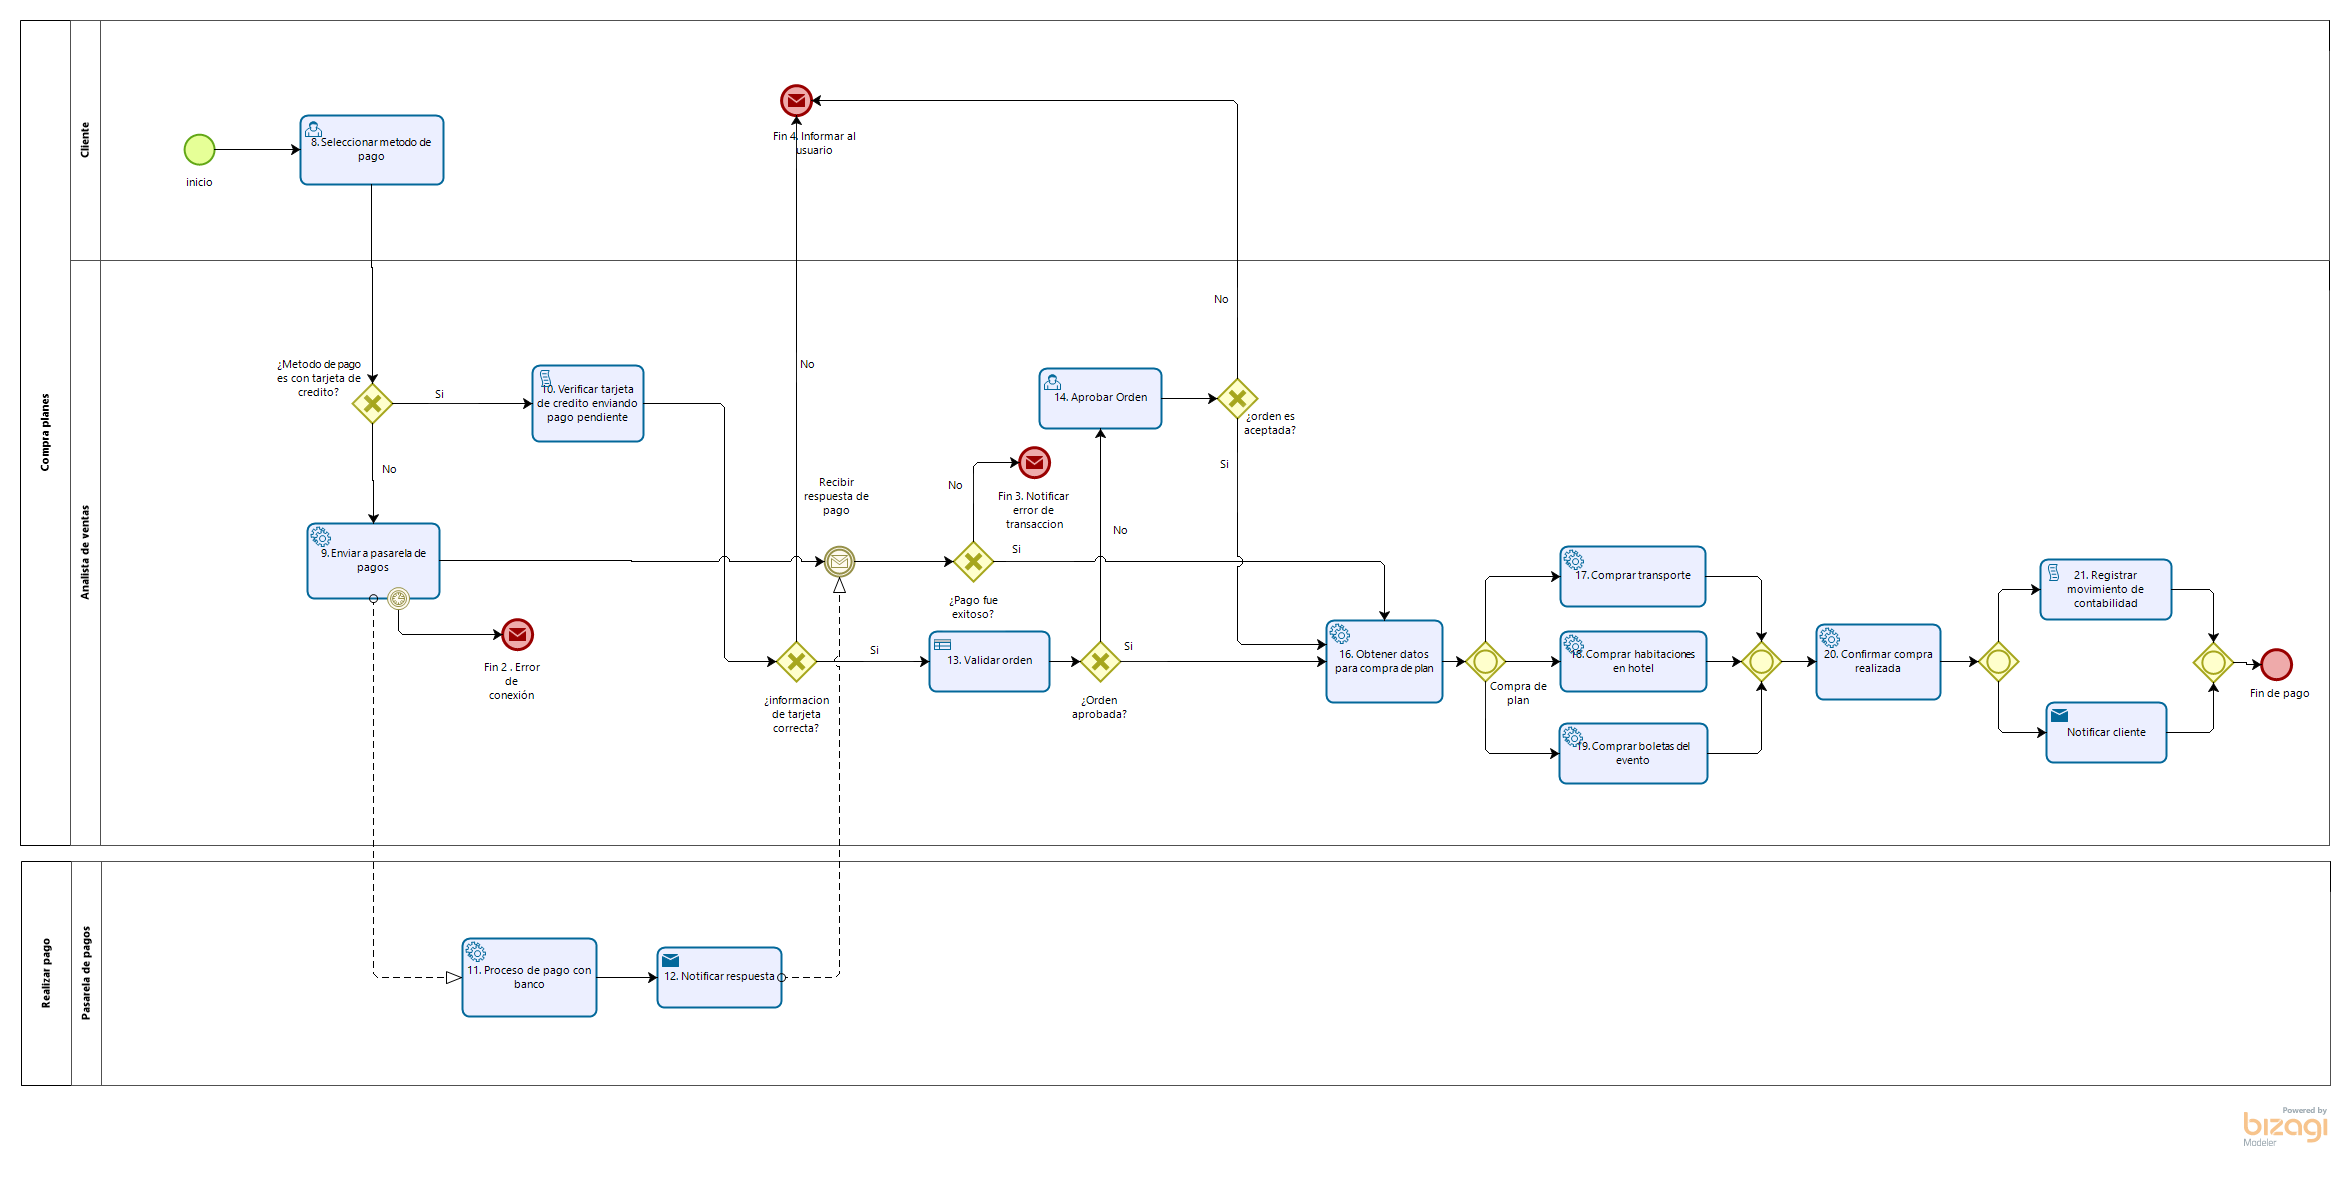 Compra planes
Cliente
inicio
8. Seleccionar metodo de
pago
Fin 4. Informar al
usuario
Analista de ventas
¿Metodo de pago
es con tarjeta de
credito?
Si
No
10. Verificar tarjeta
de credito enviando
pago pendiente
9. Enviar a pasarela de
pagos
Fin 2 . Error
de
conexión
No
¿informacion
de tarjeta
correcta?
Si
Recibir
respuesta de
pago
¿Pago fue
exitoso?
No
Si
Fin 3. Notificar
error de
transaccion
13. Validar orden
¿Orden
aprobada?
No
Si
14. Aprobar Orden
¿orden es
aceptada?
No
Si
16. Obtener datos
para compra de plan
Compra de
plan
17. Comprar transporte
18. Comprar habitaciones
en hotel
19. Comprar boletas del
evento
20. Confirmar compra
realizada
21. Registrar
movimiento de
contabilidad
Notificar cliente
Fin de pago
Realizar pago
Pasarela de pagos
11. Proceso de pago con
banco
12. Notificar respuesta
Powered by
bizagi
Modeler